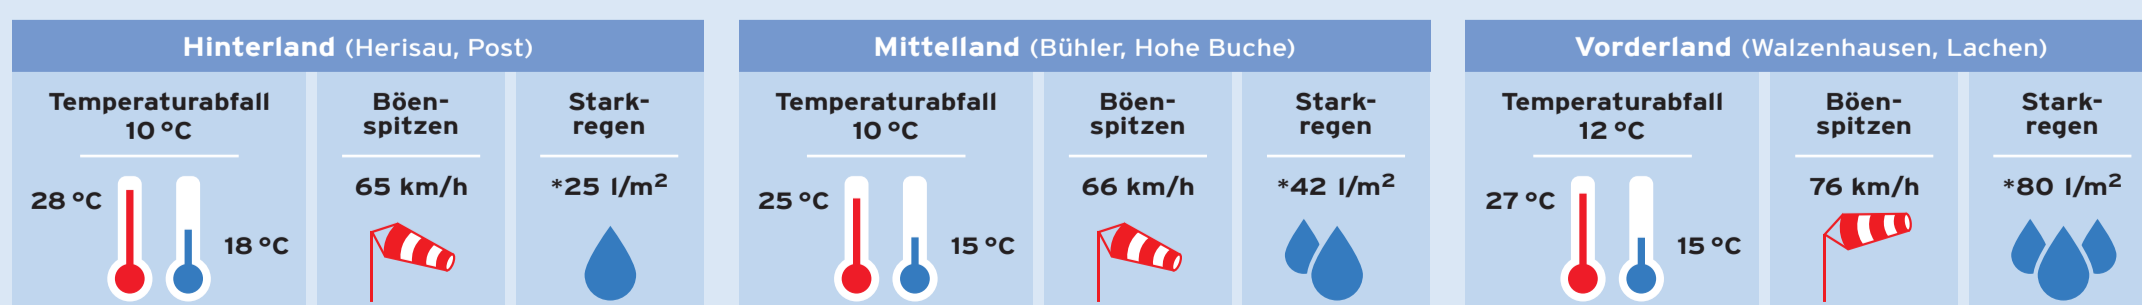 Hinterland (Herisau, Post)
Temperaturabfall
10 °C
28 °C
18 °C
Böen-
spitzen
65 km/h
Stark-
regen
*25 l/m²
Mittelland (Bühler, Hohe Buche)
Temperaturabfall
10 °C
25 °C
15 °C
Böen-
spitzen
66 km/h
Stark-
regen
*42 l/m²
Vorderland (Walzenhausen, Lachen)
Temperaturabfall
12 °C
27 °C
15 °C
Böen-
spitzen
76 km/h
Stark-
regen
*80 l/m²